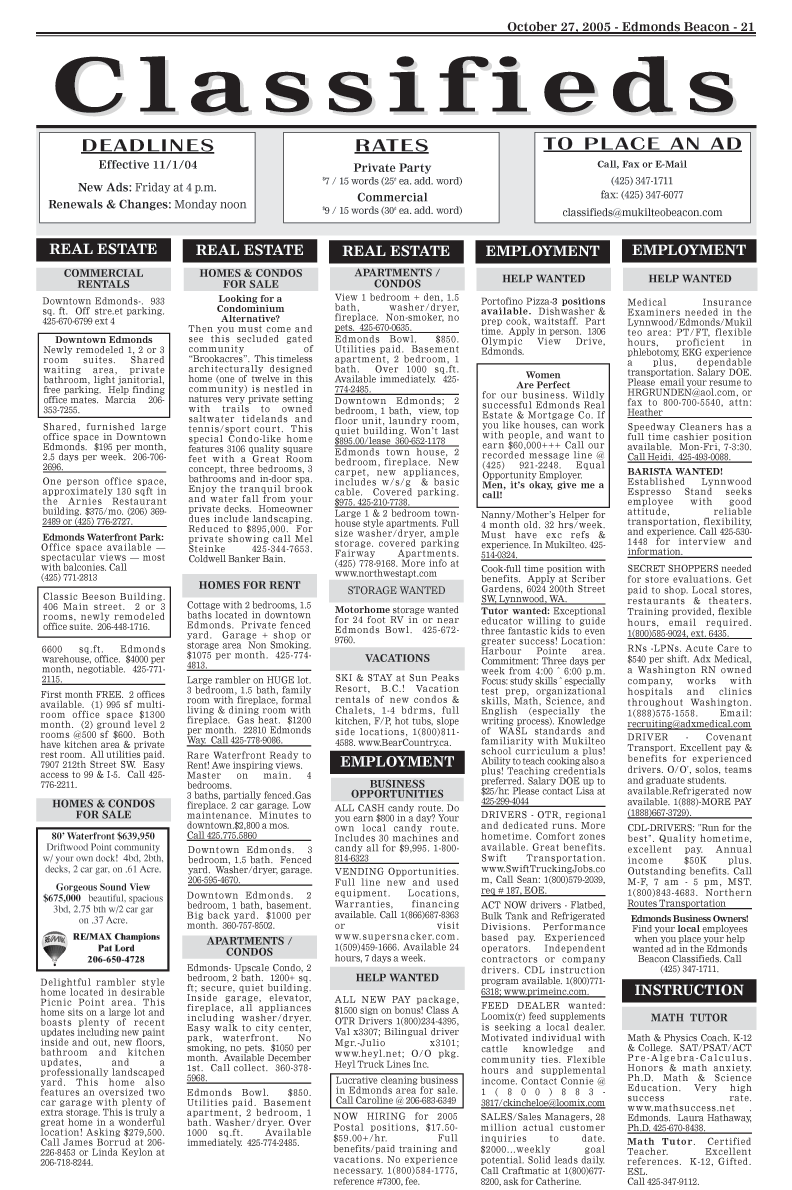 October 27, 2005 - Edmonds Beacon - 21
Classifieds
DEADLINES
Effective 11/1/04
New Ads: Friday at 4 p.m.
Renewals & Changes: Monday noon
RATES
Private Party
$7 / 15 words (25¢ ea. add. word)
Commercial
$9 / 15 words (30¢ ea. add. word)
TO PLACE AN AD
Call, Fax or E-Mail
(425) 347-1711
fax: (425) 347-6077
classifieds@mukilteobeacon.com
REAL ESTATE
COMMERCIAL
RENTALS
Downtown Edmonds-. 933
sq. ft. Off stre.et parking.
425-670-6799 ext 4
Downtown Edmonds
Newly remodeled 1, 2 or 3
room suites. Shared
waiting area, private
bathroom, light janitorial,
free parking. Help finding
office mates. Marcia 206-
353-7255.
Shared, furnished large
office space in Downtown
Edmonds. $195 per month,
2.5 days per week. 206-706-
2696.
One person office space,
approximately 130 sqft in
the Arnies Restaurant
building. $375/mo. (206) 369-
2489 or (425) 776-2727.
Edmonds Waterfront Park:
Office space available —
spectacular views — most
with balconies. Call
(425) 771-2813
Classic Beeson Building.
406 Main street. 2 or 3
rooms, newly remodeled
office suite. 206-448-1716.
6600 sq.ft. Edmonds
warehouse, office. $4000 per
month, negotiable. 425-771-
2115.
First month FREE. 2 offices
available. (1) 995 sf multi-
room office space $1300
month. (2) ground level 2
rooms @500 sf $600. Both
have kitchen area & private
rest room. All utilities paid.
7907 212th Street SW. Easy
access to 99 & I-5. Call 425-
776-2211.
HOMES & CONDOS
FOR SALE
80' Waterfront $639,950
Driftwood Point community
w/ your own dock! 4bd, 2bth,
decks, 2 car gar, on .61 Acre.
Gorgeous Sound View
$675,000 beautful, spacious
3bd, 2.75 bth w/2 car gar
on .37 Acre.
RE/MAX Champions
Pat Lord
206-650-4728
Delightful rambler style
home located in desirable
Picnic Point area. This
home sits on a large lot and
boasts plenty of recent
updates including new paint
inside and out, new floors,
bathroom and kitchen
updates, and a
professionally landscaped
yard. This home also
features an oversized two
car garage with plenty of
extra storage. This is truly a
great home in a wonderful
location! Asking $279,500.
Call James Borrud at 206-
226-8453 or Linda Keylon at
206-718-8244.
REAL ESTATE
HOMES & CONDOS
FOR SALE
Looking for a
Condominium
Alternative?
Then you must come and
see this secluded gated
community of
"Brookacres". This timeless
architecturally designed
home (one of twelve in this
community) is nestled in
natures very private setting
with trails to owned
saltwater tidelands and
tennis/sport court. This
special Condo-like home
features 3106 quality square
feet with a Great Room
concept, three bedrooms, 3
bathrooms and in-door spa.
Enjoy the tranquil brook
and water fall from your
private decks. Homeowner
dues include landscaping.
Reduced to $895,000. For
private showing call Mel
Steinke 425-344-7653.
Coldwell Banker Bain.
HOMES FOR RENT
Cottage with 2 bedrooms, 1.5
baths located in downtown
Edmonds. Private fenced
yard. Garage + shop or
storage area Non Smoking.
$1075 per month. 425-774-
4813.
Large rambler on HUGE lot.
3 bedroom, 1.5 bath, family
room with fireplace, formal
living & dining room with
fireplace. Gas heat. $1200
per month. 22810 Edmonds
Way. Call 425-778-9086.
Rare Waterfront Ready to
Rent! Awe inspiring views.
Master on main. 4
bedrooms.
3 baths, partially fenced.Gas
fireplace. 2 car garage. Low
maintenance. Minutes to
downtown.$2,800 a mos.
Call 425.775.5860
Downtown Edmonds. 3
bedroom, 1.5 bath. Fenced
yard. Washer/dryer, garage.
206-595-4670.
Downtown Edmonds. 2
bedroom, 1 bath, basement.
Big back yard. $1000 per
month. 360-757-8502.
APARTMENTS /
CONDOS
Edmonds- Upscale Condo, 2
bedroom, 2 bath. 1200+ sq.
ft; secure, quiet building.
Inside garage, elevator,
fireplace, all appliances
including washer/dryer.
Easy walk to city center,
park, waterfront. No
smoking, no pets. $1050 per
month. Available December
1st. Call collect. 360-378-
5968.
Edmonds Bowl. $850.
Utilities paid. Basement
apartment, 2 bedroom, 1
bath. Washer/dryer. Over
1000 sq.ft. Available
immediately. 425-774-2485.
REAL ESTATE
APARTMENTS /
CONDOS
View 1 bedroom + den, 1.5
bath, washer/dryer,
fireplace. Non-smoker, no
pets. 425-670-0635.
Edmonds Bowl. $850.
Utilities paid. Basement
apartment, 2 bedroom, 1
bath. Over 1000 sq.ft.
Available immediately. 425-
774-2485.
Downtown Edmonds; 2
bedroom, 1 bath, view, top
floor unit, laundry room,
quiet building. Won't last
$895.00/lease 360-652-1178
Edmonds town house, 2
bedroom, fireplace. New
carpet, new appliances,
includes w/s/g & basic
cable. Covered parking.
$975. 425-210-7738.
Large 1 & 2 bedroom town-
house style apartments. Full
size washer/dryer, ample
storage. covered parking
Fairway Apartments.
(425) 778-9168. More info at
www.northwestapt.com
STORAGE WANTED
Motorhome storage wanted
for 24 foot RV in or near
Edmonds Bowl. 425-672-
9760.
VACATIONS
SKI & STAY at Sun Peaks
Resort, B.C.! Vacation
rentals of new condos &
Chalets, 1-4 bdrms, full
kitchen, F/P, hot tubs, slope
side locations, 1(800)811-
4588. www.BearCountry.ca.
EMPLOYMENT
BUSINESS
OPPORTUNITIES
ALL CASH candy route. Do
you earn $800 in a day? Your
own local candy route.
Includes 30 machines and
candy all for $9,995. 1-800-
814-6323
VENDING Opportunities.
Full line new and used
equipment. Locations,
Warranties, financing
available. Call 1(866)687-8363
or visit
www.supersnacker.com.
1(509)459-1666. Available 24
hours, 7 days a week.
HELP WANTED
ALL NEW PAY package,
$1500 sign on bonus! Class A
OTR Drivers 1(800)234-4395,
Val x3307; Bilingual driver
Mgr.-Julio x3101;
www.heyl.net; O/O pkg.
Heyl Truck Lines Inc.
Lucrative cleaning business
in Edmonds area for sale.
Call Caroline @ 206-683-6349
NOW HIRING for 2005
Postal positions, $17.50-
$59.00+/hr. Full
benefits/paid training and
vacations. No experience
necessary. 1(800)584-1775,
reference #7300, fee.
EMPLOYMENT
HELP WANTED
Portofino Pizza-3 positions
available. Dishwasher &
prep cook, waitstaff. Part
time. Apply in person. 1306
Olympic View Drive,
Edmonds.
Women
Are Perfect
for our business. Wildly
successful Edmonds Real
Estate & Mortgage Co. If
you like houses, can work
with people, and want to
earn $60,000+++ Call our
recorded message line @
(425) 921-2248. Equal
Opportunity Employer.
Men, it's okay, give me a
call!
Nanny/Mother's Helper for
4 month old. 32 hrs/week.
Must have exc refs &
experience. In Mukilteo. 425-
514-0324.
Cook-full time position with
benefits. Apply at Scriber
Gardens, 6024 200th Street
SW, Lynnwood, WA.
Tutor wanted: Exceptional
educator willing to guide
three fantastic kids to even
greater success! Location:
Harbour Pointe area.
Commitment: Three days per
week from 4:00 ˆ 6:00 p.m.
Focus: study skills ˆ especially
test prep, organizational
skills, Math, Science, and
English (especially the
writing process). Knowledge
of WASL standards and
familiarity with Mukilteo
school curriculum a plus!
Ability to teach cooking also a
plus! Teaching credentials
preferred. Salary DOE up to
$25/hr. Please contact Lisa at
425-299-4044
DRIVERS - OTR, regional
and dedicated runs. More
hometime. Comfort zones
available. Great benefits.
Swift Transportation.
www.SwiftTruckingJobs.co
m, Call Sean: 1(800)579-2039,
req # 187, EOE.
ACT NOW drivers - Flatbed,
Bulk Tank and Refrigerated
Divisions. Performance
based pay. Experienced
operators. Independent
contractors or company
drivers. CDL instruction
program available. 1(800)771-
6318; www.primeinc.com.
FEED DEALER wanted:
Loomix(r) feed supplements
is seeking a local dealer.
Motivated individual with
cattle knowledge and
community ties. Flexible
hours and supplemental
income. Contact Connie @
1(800)883-
3817/ckincheloe@loomix.com
SALES/Sales Managers, 28
million actual customer
inquiries to date.
$2000...weekly goal
potential. Solid leads daily.
Call Craftmatic at 1(800)677-
8200, ask for Catherine.
EMPLOYMENT
HELP WANTED
Medical Insurance
Examiners needed in the
Lynnwood/Edmonds/Mukil
teo area: PT/FT, flexible
hours, proficient in
phlebotomy, EKG experience
a plus, dependable
transportation. Salary DOE.
Please email your resume to
HRGRUNDEN@aol.com, or
fax to 800-700-5540, attn:
Heather
Speedway Cleaners has a
full time cashier position
available. Mon-Fri, 7-3:30.
Call Heidi. 425-493-0088.
BARISTA WANTED!
Established Lynnwood
Espresso Stand seeks
employee with good
attitude, reliable
transportation, flexibility,
and experience. Call 425-530-
1448 for interview and
information.
SECRET SHOPPERS needed
for store evaluations. Get
paid to shop. Local stores,
restaurants & theaters.
Training provided, flexible
hours, email required.
1(800)585-9024, ext. 6435.
RNs -LPNs. Acute Care to
$540 per shift. Adx Medical,
a Washington RN owned
company, works with
hospitals and clinics
throughout Washington.
1(888)575-1558. Email:
recruiting@adxmedical.com
DRIVER - Covenant
Transport. Excellent pay &
benefits for experienced
drivers. O/O', solos, teams
and graduate students.
available.Refrigerated now
available. 1(888)-MORE PAY
(1888)667-3729).
CDL-DRIVERS: "Run for the
best". Quality hometime,
excellent pay. Annual
income $50K plus.
Outstanding benefits. Call
M-F, 7 am - 5 pm, MST.
1(800)843-4683. Northern
Routes Transportation
Edmonds Business Owners!
Find your local employees
when you place your help
wanted ad in the Edmonds
Beacon Classifieds. Call
(425) 347-1711.
INSTRUCTION
MATH TUTOR
Math & Physics Coach. K-12
& College. SAT/PSAT/ACT
Pre-Algebra-Calculus.
Honors & math anxiety.
Ph.D. Math & Science
Education. Very high
success rate.
www.mathsuccess.net .
Edmonds. Laura Hathaway,
Ph.D. 425-670-8438.
Math Tutor. Certified
Teacher. Excellent
references. K-12, Gifted.
ESL.
Call 425-347-9112.